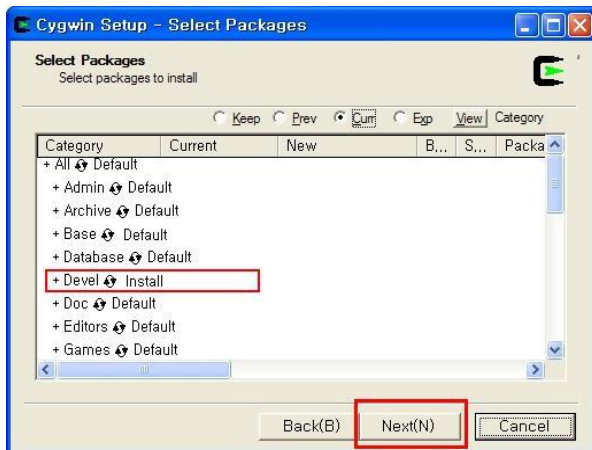 Cygwin Setup - Select Packages
Select Packages
Select packages to install
Keep Prev Curr Exp View Category
Category Current New B... S... Packa
+ All Default
+ Admin Default
+ Archive Default
+ Base Default
+ Database Default
+ Devel Install
+ Doc Default
+ Editors Default
+ Games Default
Back(B) Next(N) Cancel